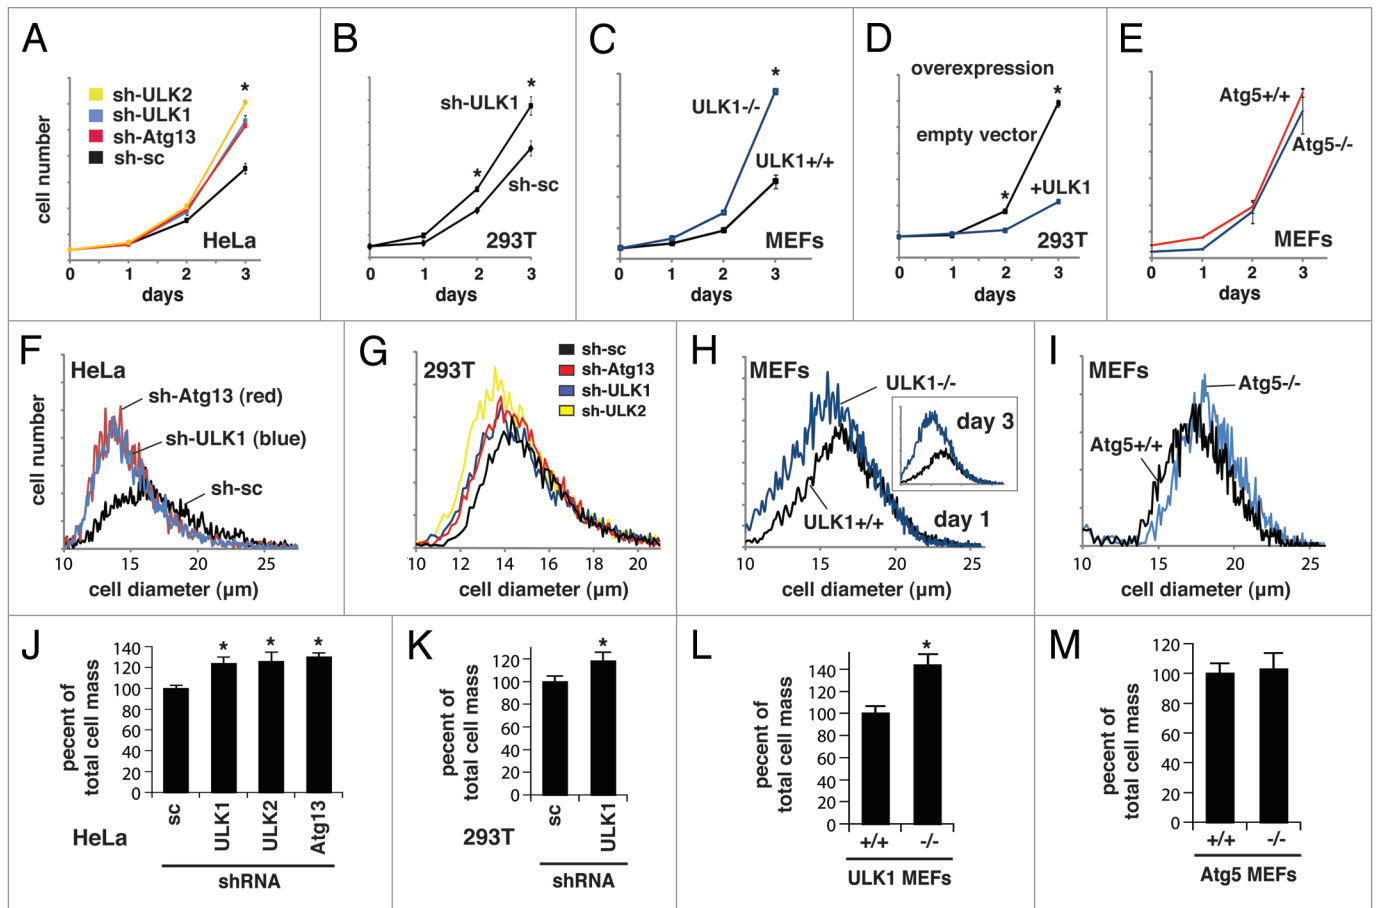 A
sh-ULK2
sh-ULK1
sh-Atg13
sh-sc
*
cell number
HeLa
0 1 2 3
days
B
sh-ULK1
*
*
sh-sc
293T
0 1 2 3
days
C
*
ULK1-/-
ULK1+/+
MEFs
0 1 2 3
days
D
overexpression
*
empty vector
*
+ULK1
293T
0 1 2 3
days
E
Atg5+/+
Atg5-/-
MEFs
0 1 2 3
days
F
HeLa
sh-Atg13 (red)
sh-ULK1 (blue)
sh-sc
cell number
10 15 20 25
cell diameter (µm)
G
293T
sh-sc
sh-Atg13
sh-ULK1
sh-ULK2
10 12 14 16 18 20
cell diameter (µm)
H
MEFs
ULK1-/-
day 3
ULK1+/+
day 1
10 15 20 25
cell diameter (µm)
I
MEFs
Atg5-/-
Atg5+/+
10 15 20 25
cell diameter (µm)
J
pecent of
total cell mass
140
120
100
80
60
40
20
0
* * *
sc ULK1 ULK2 Atg13
HeLa
shRNA
K
pecent of
total cell mass
120
100
80
60
40
20
0
*
sc ULK1
293T
shRNA
L
pecent of
total cell mass
140
120
100
80
60
40
20
0
*
+/+ -/-
ULK1 MEFs
M
pecent of
total cell mass
120
100
80
60
40
20
0
+/+ -/-
Atg5 MEFs